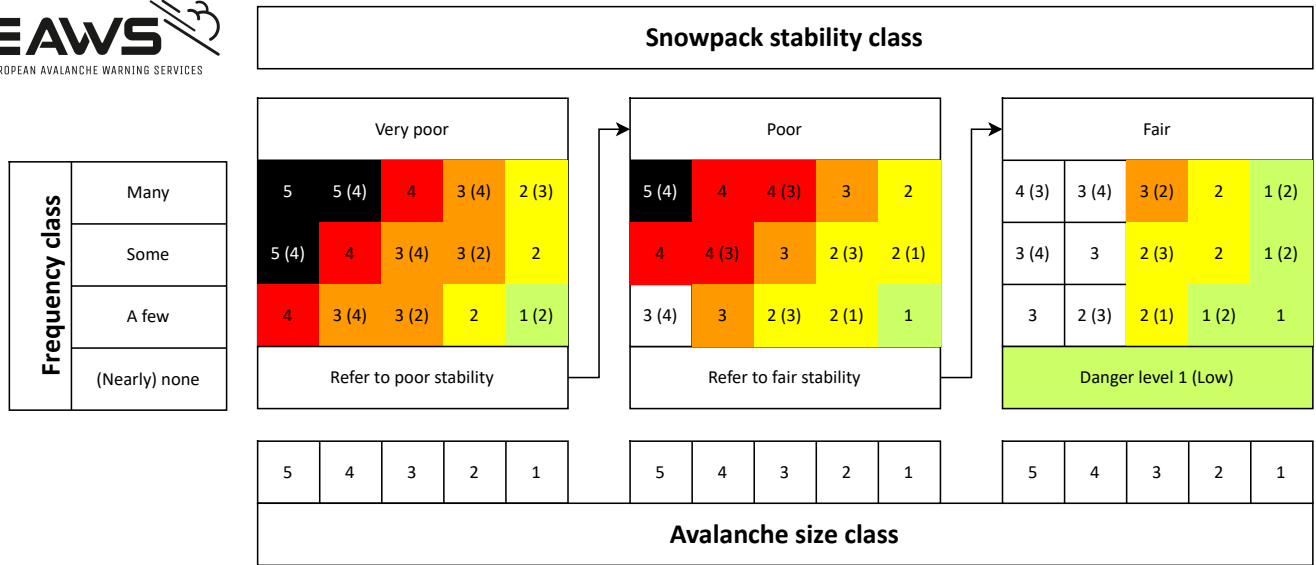 EAWS
ROPEAN AVALANCHE WARNING SERVICES
Snowpack stability class
Very poor
Poor
Fair
Frequency class
Many
5 5 (4) 4 3 (4) 2 (3)
5 (4) 4 4 (3) 3 2
4 (3) 3 (4) 3 (2) 2 1 (2)
Some
5 (4) 4 3 (4) 3 (2) 2
4 4 (3) 3 2 (3) 2 (1)
3 (4) 3 2 (3) 2 1 (2)
A few
4 3 (4) 3 (2) 2 1 (2)
3 (4) 3 2 (3) 2 (1) 1
3 2 (3) 2 (1) 1 (2) 1
(Nearly) none
Refer to poor stability
Refer to fair stability
Danger level 1 (Low)
5 4 3 2 1
5 4 3 2 1
5 4 3 2 1
Avalanche size class